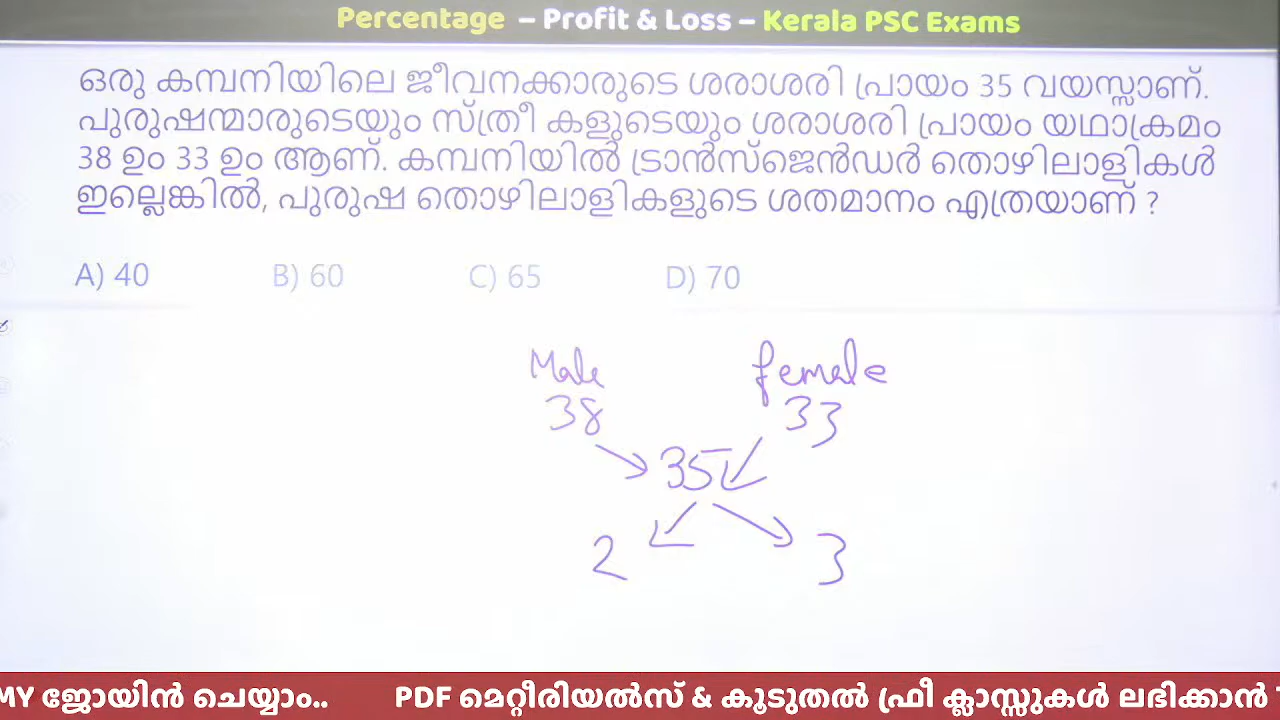 Percentage – Profit & Loss – Kerala PSC Exams
ഒരു കമ്പനിയിലെ ജീവനക്കാരുടെ ശരാശരി പ്രായം 35 വയസ്സാണ്.
പുരുഷന്മാരുടെയും സ്ത്രീ കളുടെയും ശരാശരി പ്രായം യഥാക്രമം
38 ഉം 33 ഉം ആണ്. കമ്പനിയിൽ ട്രാൻസ്ജെൻഡർ തൊഴിലാളികൾ
ഇല്ലെങ്കിൽ, പുരുഷ തൊഴിലാളികളുടെ ശതമാനം എത്രയാണ് ?
A) 40 B) 60 C) 65 D) 70
Male female
38 33
35
2 3
MY ജോയിൻ ചെയ്യാം.. PDF മെറ്റീരിയൽസ് & കൂടുതൽ ഫ്രീ ക്ലാസ്സുകൾ ലഭിക്കാൻ